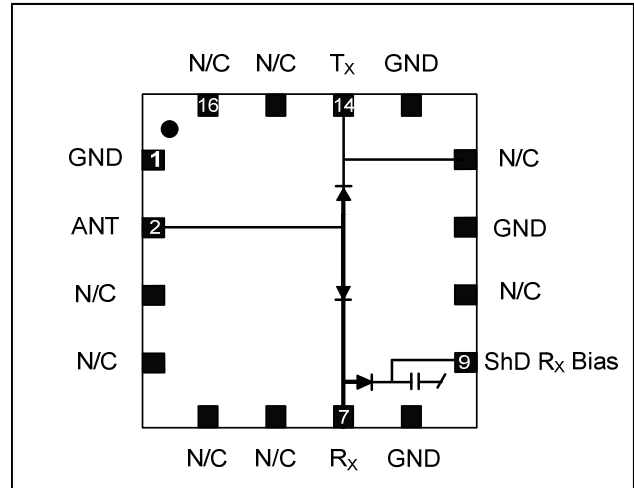 N/C N/C TX GND
16 14
GND 1 N/C
ANT 2 GND
N/C N/C
N/C 9 ShD RX Bias
7
N/C N/C RX GND